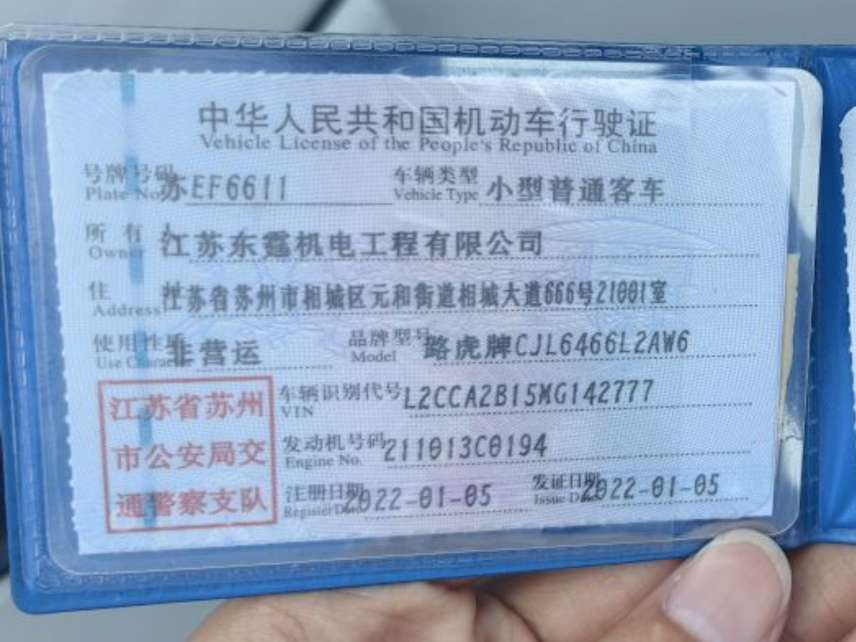 中华人民共和国机动车行驶证
Vehicle License of the People's Republic of China
号牌号码 苏EF6611 车辆类型 小型普通客车
Plate No. Vehicle Type
所有人 江苏东霆机电工程有限公司
Owner
住址 江苏省苏州市相城区元和街道相城大道666号21001室
Address
使用性质 非营运 品牌型号 路虎牌CJL6466L2AW6
Use Character Model
江苏省苏州
市公安局交
通警察支队
车辆识别代号 L2CCA2B15MG142777
VIN
发动机号码 211013C0194
Engine No.
注册日期 2022-01-05 发证日期 2022-01-05
Register Date Issue Date